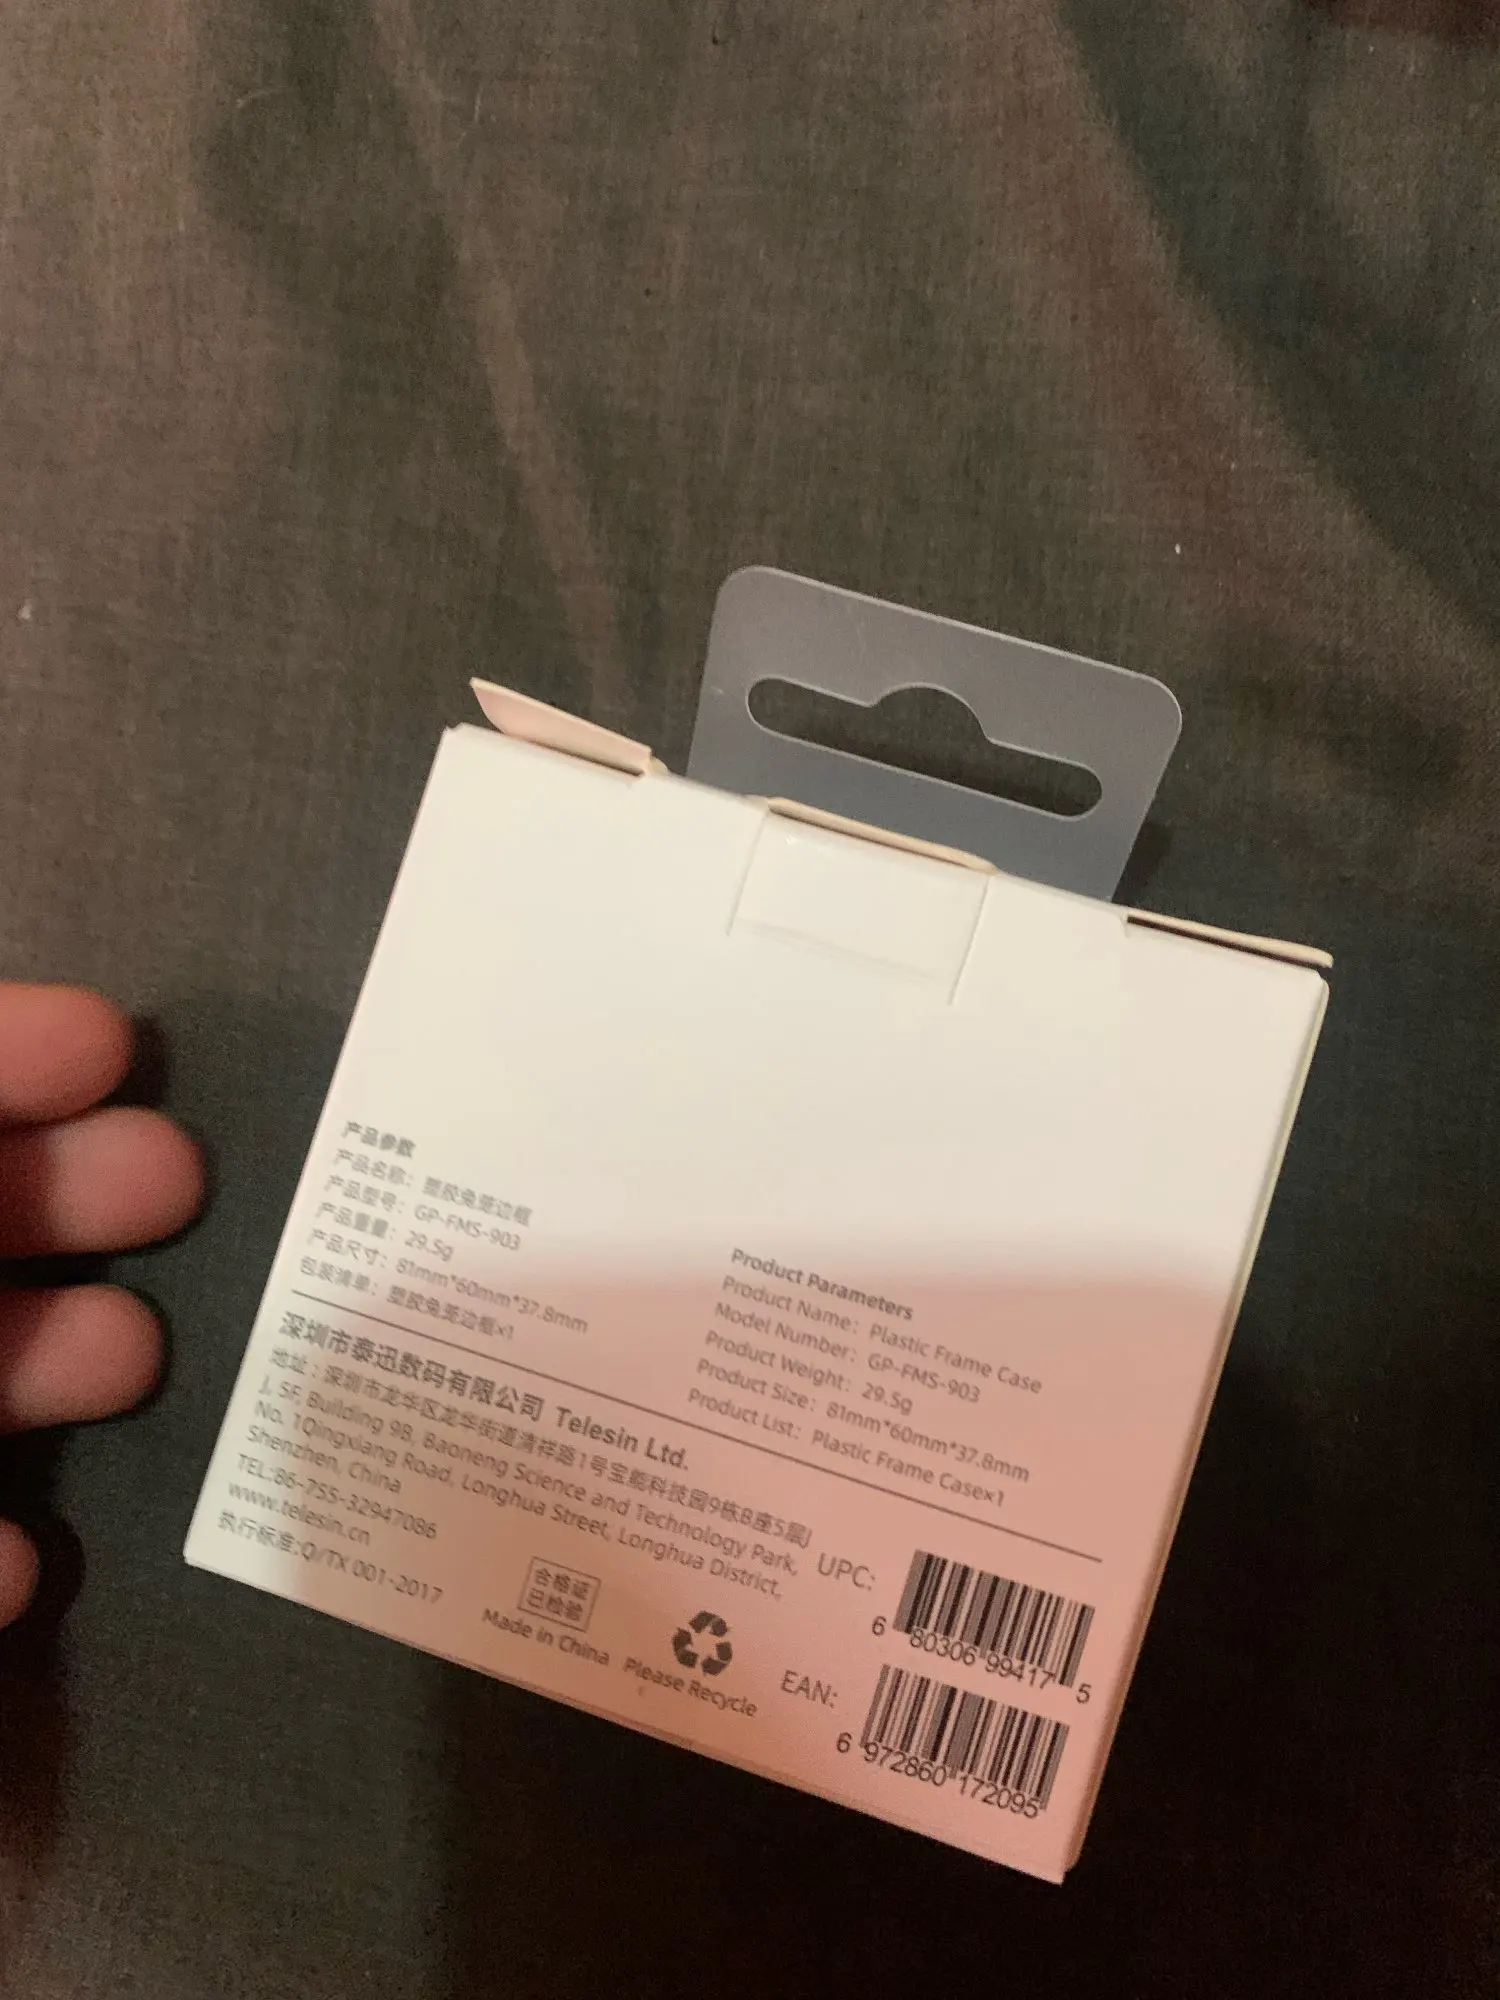 产品参数
产品名称：塑胶兔笼边框
产品型号：GP-FMS-903
产品重量：29.5g
产品尺寸：81mm*60mm*37.8mm
包装清单：塑胶兔笼边框×1
Product Parameters
Product Name：Plastic Frame Case
Model Number：GP-FMS-903
Product Weight：29.5g
Product Size：81mm*60mm*37.8mm
Product List：Plastic Frame Case×1
深圳市泰迅数码有限公司 Telesin Ltd.
地址：深圳市龙华区龙华街道清祥路1号宝能科技园9栋B座5层J
J, 5F, Building 9B, Baoneng Science and Technology Park,
No. 1Qingxiang Road, Longhua Street, Longhua District,
Shenzhen, China
TEL:86-755-32947086
www.telesin.cn
执行标准:Q/TX 001-2017
合格证
已检验
Made in China
Please Recycle
UPC:
6 80306 99417 5
EAN:
6 972860 172095